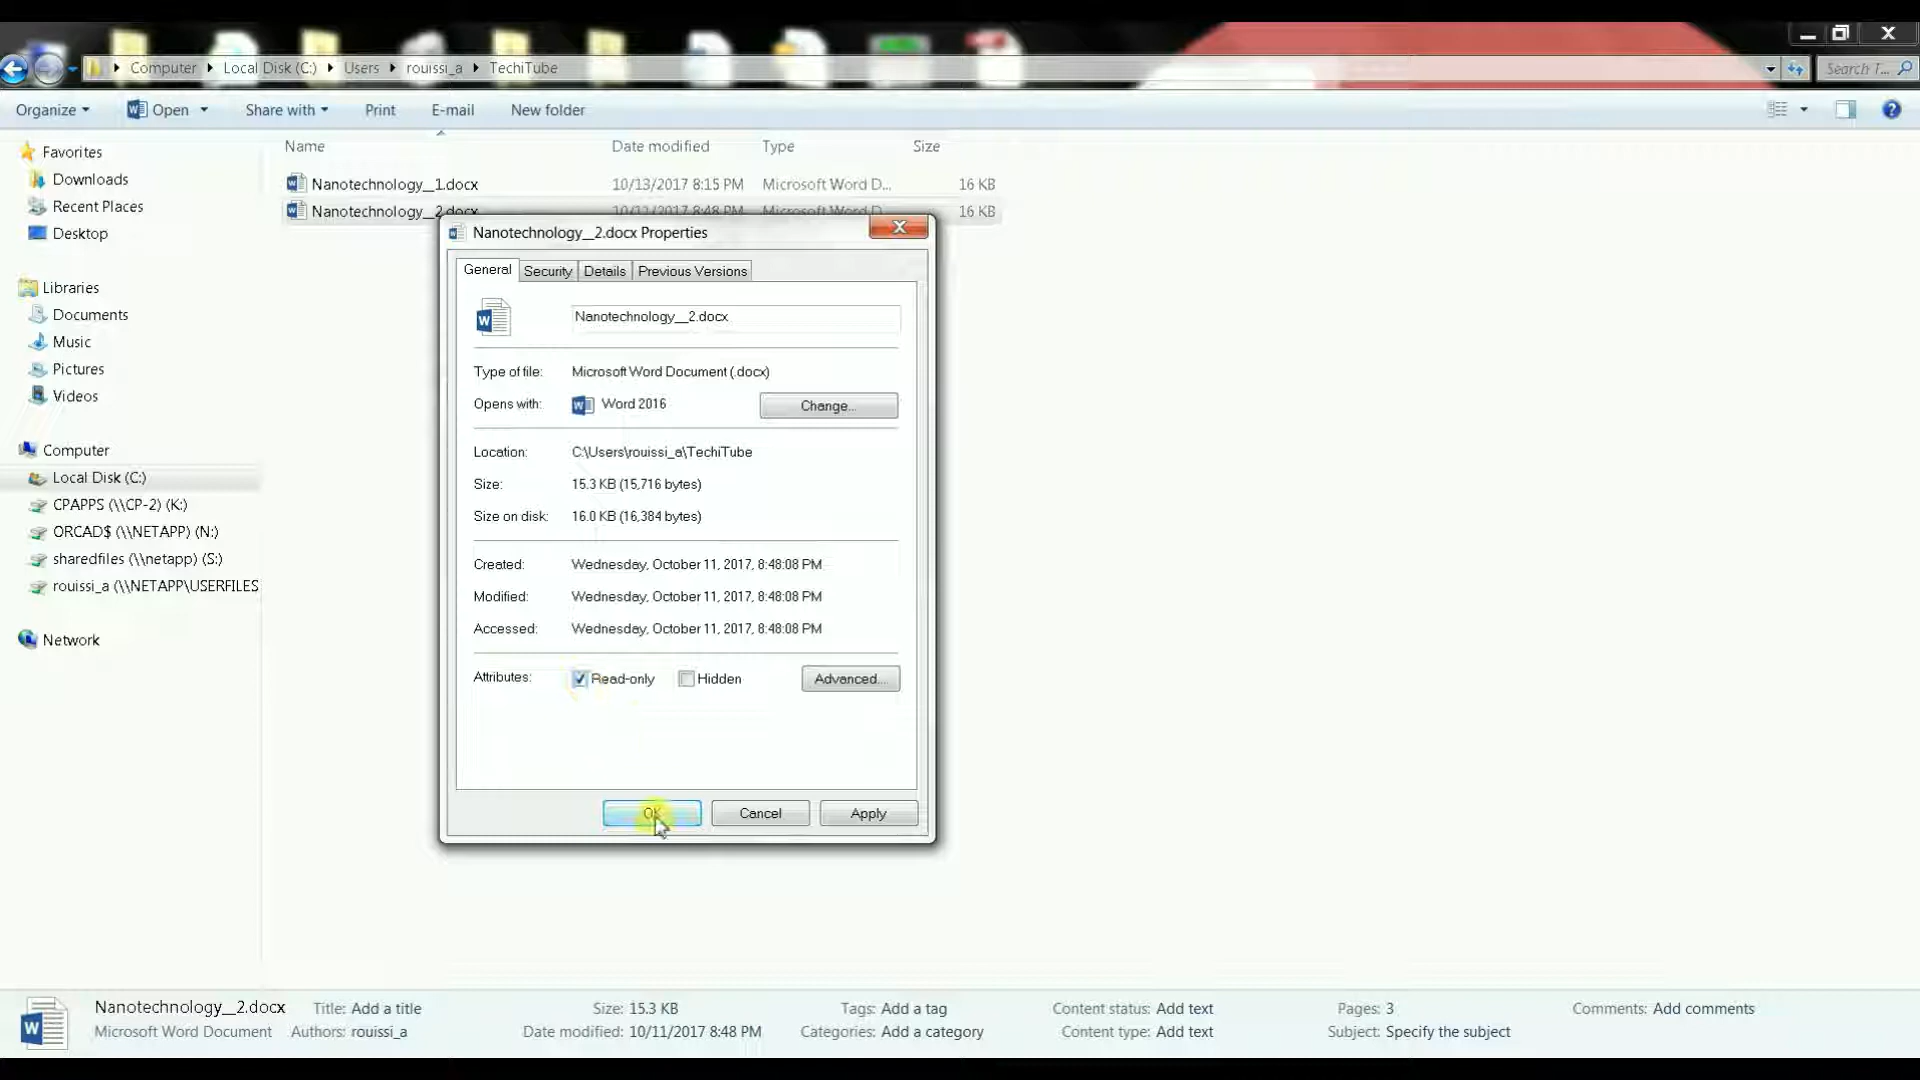 Computer Local Disk (C:) Users rouissi_a TechiTube Search T...
Organize Open Share with Print E-mail New folder
Name Date modified Type Size
Favorites
Downloads
Recent Places
Desktop
Libraries
Documents
Music
Pictures
Videos
Computer
Local Disk (C:)
CPAPPS (\\CP-2) (K:)
ORCAD$ (\\NETAPP) (N:)
sharedfiles (\\netapp) (S:)
rouissi_a (\\NETAPP\USERFILES
Network
Nanotechnology__1.docx 10/13/2017 8:15 PM Microsoft Word D... 16 KB
Nanotechnology__2.docx 10/11/2017 8:48 PM Microsoft Word D... 16 KB
Nanotechnology__2.docx Properties
General Security Details Previous Versions
Nanotechnology__2.docx
Type of file: Microsoft Word Document (.docx)
Opens with: Word 2016 Change...
Location: C:\Users\rouissi_a\TechiTube
Size: 15.3 KB (15,716 bytes)
Size on disk: 16.0 KB (16,384 bytes)
Created: Wednesday, October 11, 2017, 8:48:08 PM
Modified: Wednesday, October 11, 2017, 8:48:08 PM
Accessed: Wednesday, October 11, 2017, 8:48:08 PM
Attributes: Read-only Hidden Advanced...
OK Cancel Apply
Nanotechnology__2.docx Title: Add a title Size: 15.3 KB Tags: Add a tag Content status: Add text Pages: 3 Comments: Add comments
Microsoft Word Document Authors: rouissi_a Date modified: 10/11/2017 8:48 PM Categories: Add a category Content type: Add text Subject: Specify the subject